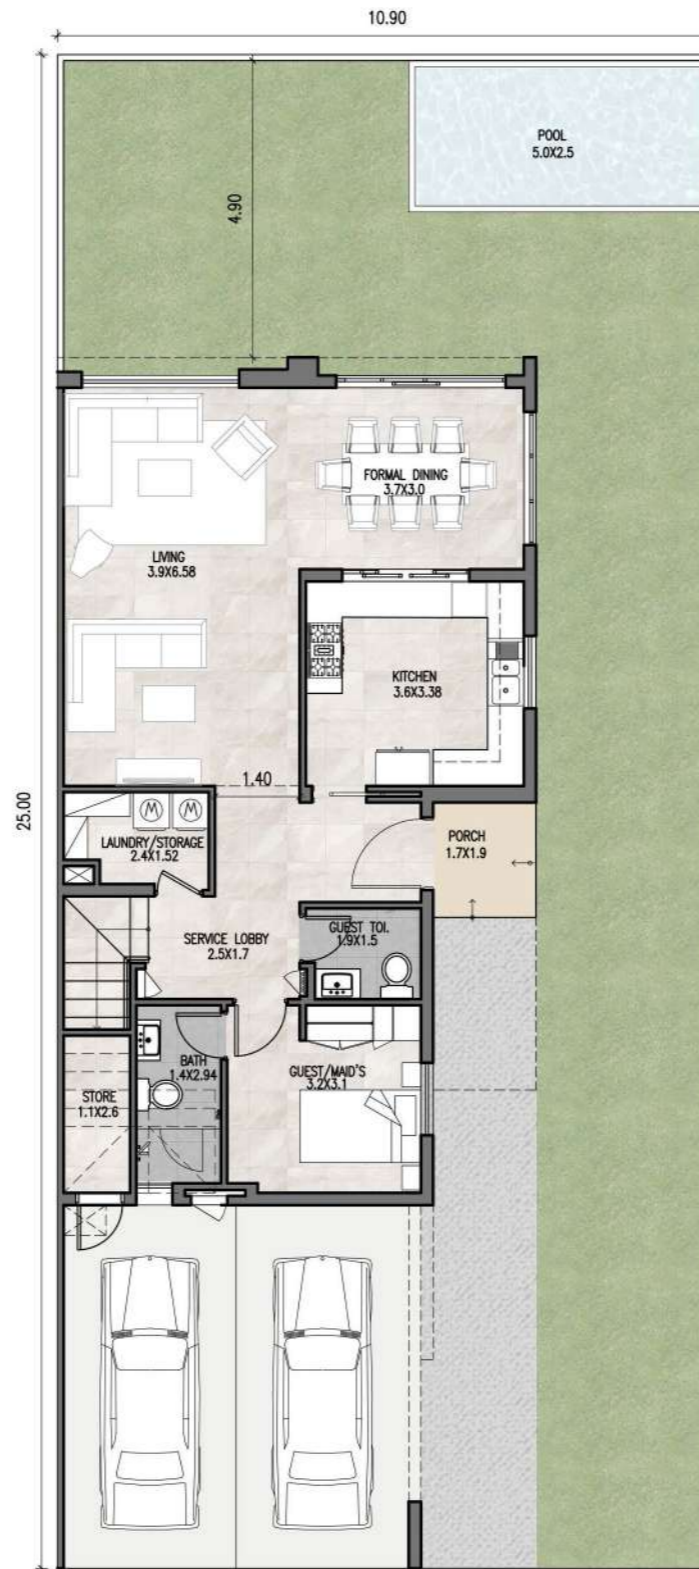 10.90
POOL
5.0X2.5
4.90
FORMAL DINING
3.7X3.0
LIVING
3.9X6.58
KITCHEN
3.6X3.38
1.40
25.00
M M
LAUNDRY/STORAGE
2.4X1.52
PORCH
1.7X1.9
SERVICE LOBBY
2.5X1.7
GUEST TOI.
1.9X1.5
BATH
1.4X2.94
GUEST/MAID'S
3.2X3.1
STORE
1.1X2.6